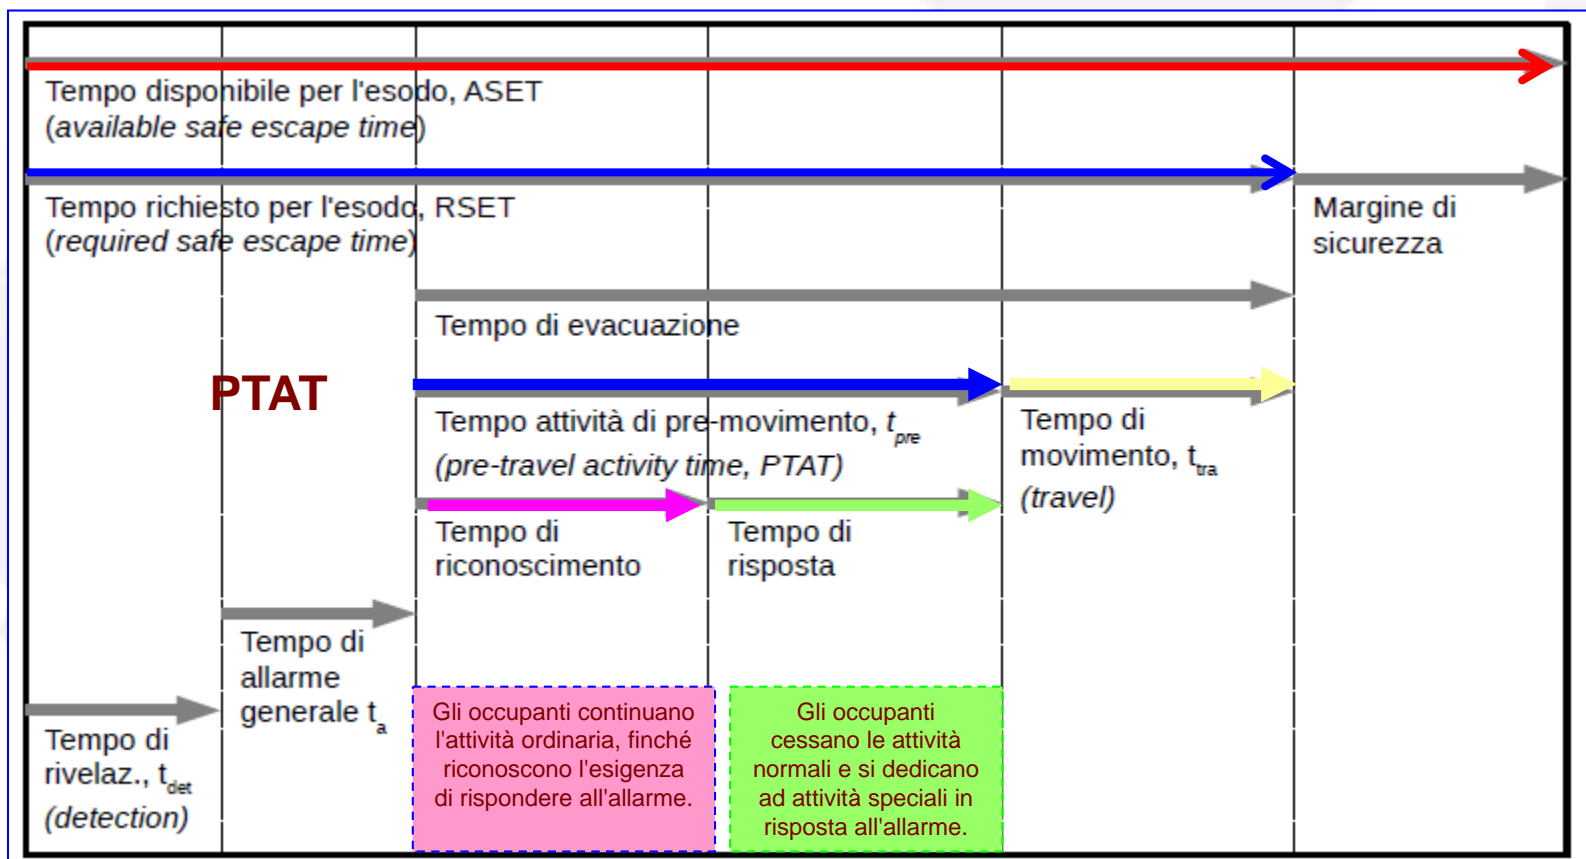 Tempo disponibile per l'esodo, ASET
(available safe escape time)
Tempo richiesto per l'esodo, RSET
(required safe escape time)
Margine di
sicurezza
Tempo di evacuazione
PTAT
Tempo attività di pre-movimento, t_pre
(pre-travel activity time, PTAT)
Tempo di
movimento, t_tra
(travel)
Tempo di
riconoscimento
Tempo di
risposta
Tempo di
allarme
generale t_a
Tempo di
rivelaz., t_det
(detection)
Gli occupanti continuano
l'attività ordinaria, finché
riconoscono l'esigenza
di rispondere all'allarme.
Gli occupanti
cessano le attività
normali e si dedicano
ad attività speciali in
risposta all'allarme.